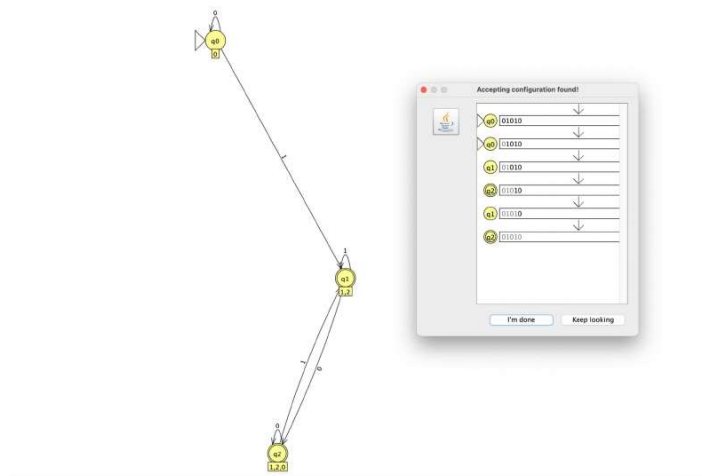 0
q0
0
1
1
q1
1,2
1
0
0
q2
1,2,0
Accepting configuration found!
q0 01010
q0 01010
q1 01010
q2 01010
q1 01010
q2 01010
I'm done
Keep looking